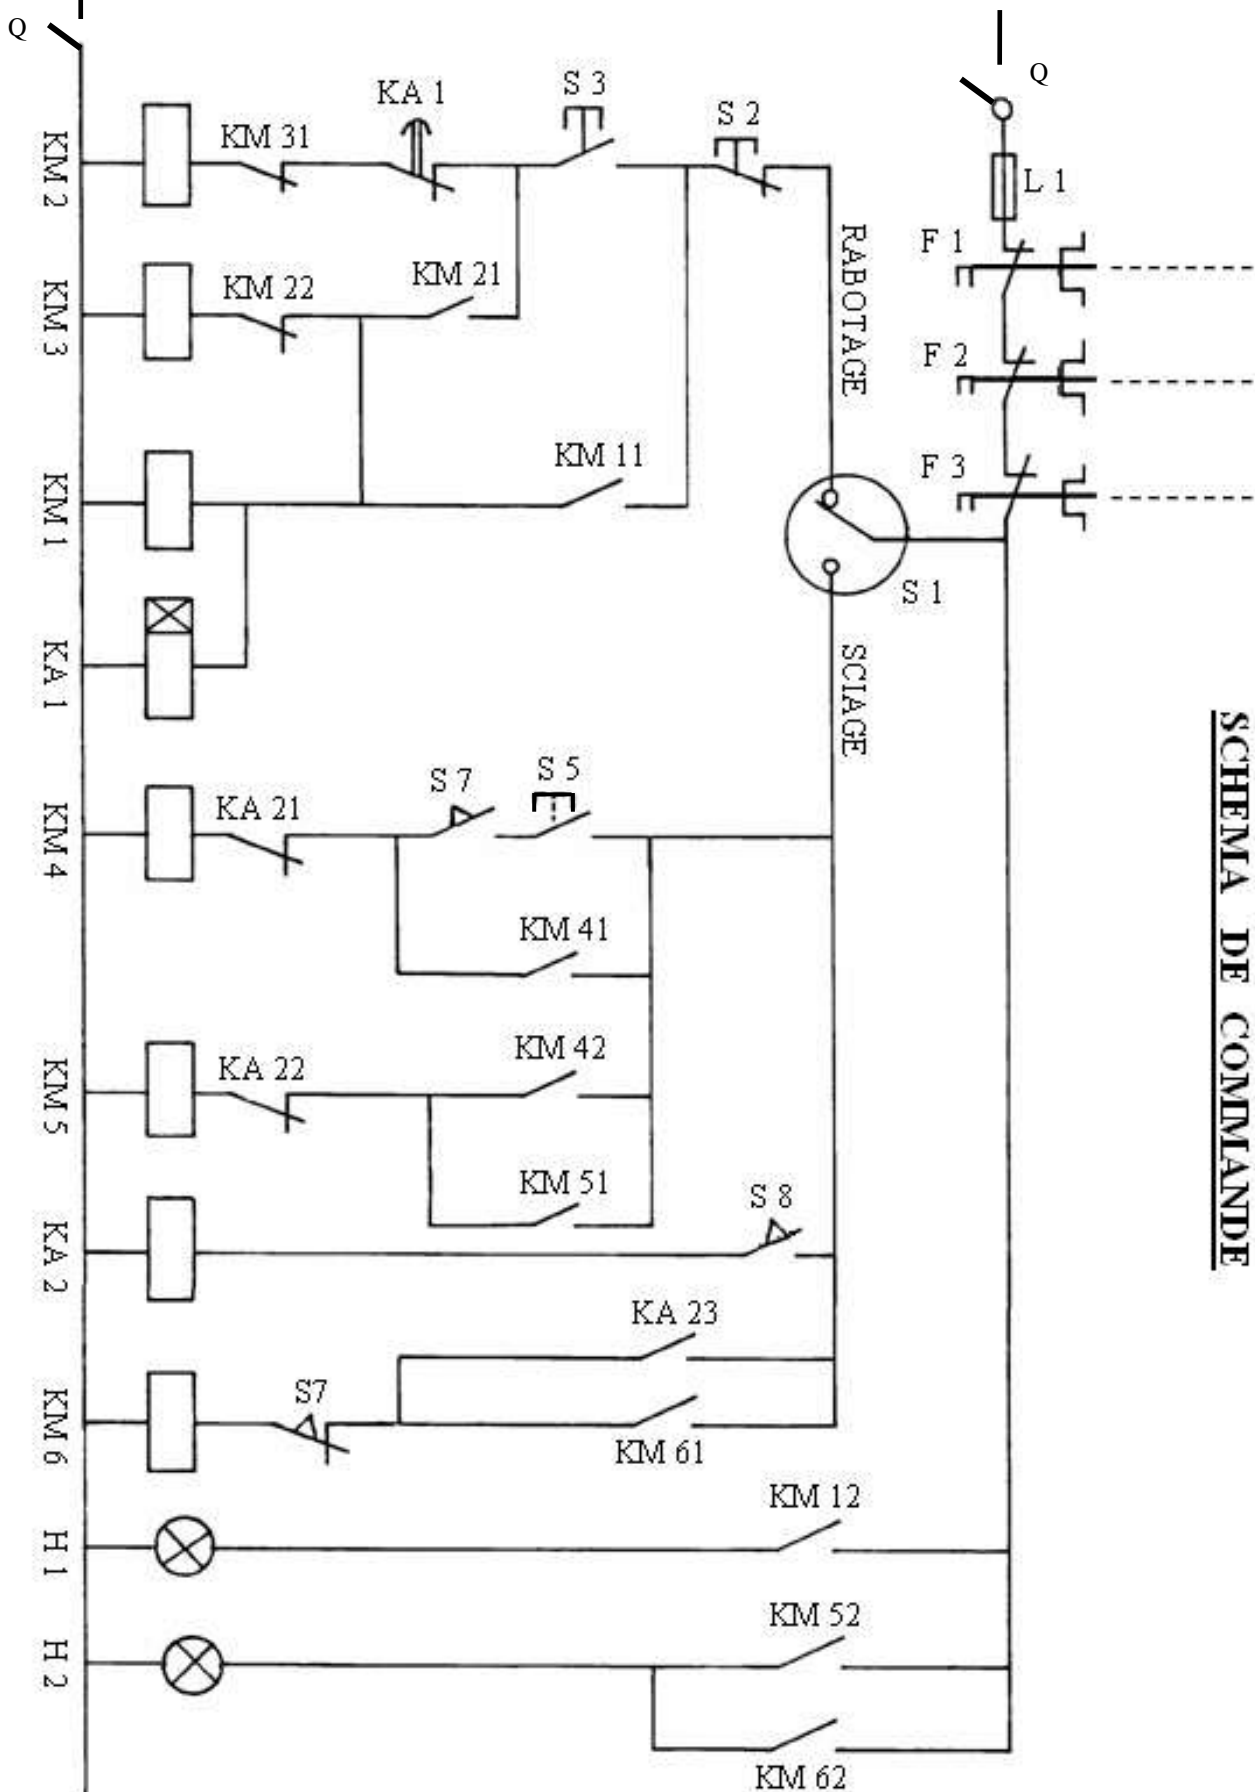 Q
Q
KA 1
S 3
S 2
KM 31
KM 2
L 1
F 1
RABOTAGE
KM 22
KM 21
KM 3
F 2
KM 11
F 3
KM 1
S 1
KA 1
SCIAGE
SCHEMA DE COMMANDE
S 7
S 5
KA 21
KM 4
KM 41
KM 42
KA 22
KM 5
KM 51
S 8
KA 2
KA 23
S7
KM 6
KM 61
KM 12
H 1
KM 52
H 2
KM 62